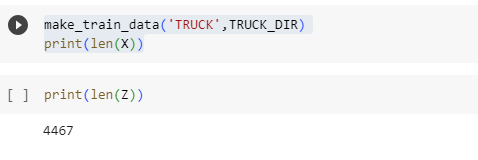 make_train_data('TRUCK',TRUCK_DIR)
print(len(X))
[ ] print(len(Z))
4467